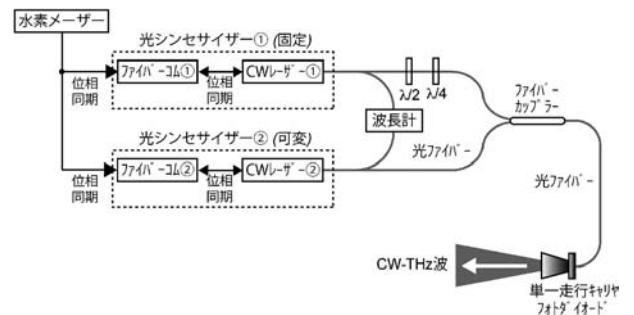 水素メーザー
光シンセサイザー① (固定)
位相
同期
ﾌｧｲﾊﾞｰｺﾑ①
位相
同期
CWﾚｰｻﾞｰ①
λ/2
λ/4
ﾌｧｲﾊﾞｰ
ｶｯﾌﾟﾗｰ
波長計
光シンセサイザー② (可変)
光ﾌｧｲﾊﾞｰ
位相
同期
ﾌｧｲﾊﾞｰｺﾑ②
位相
同期
CWﾚｰｻﾞｰ②
光ﾌｧｲﾊﾞｰ
CW-THz波
単一走行ｷｬﾘﾔ
ﾌｫﾄﾀﾞｲｵｰﾄﾞ